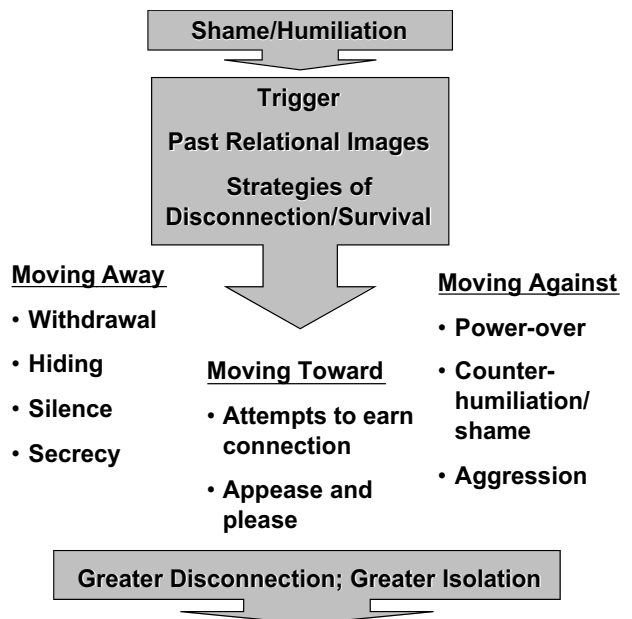 Shame/Humiliation
Trigger
Past Relational Images
Strategies of
Disconnection/Survival
Moving Away
• Withdrawal
• Hiding
• Silence
• Secrecy
Moving Toward
• Attempts to earn
connection
• Appease and
please
Moving Against
• Power-over
• Counter-
humiliation/
shame
• Aggression
Greater Disconnection; Greater Isolation